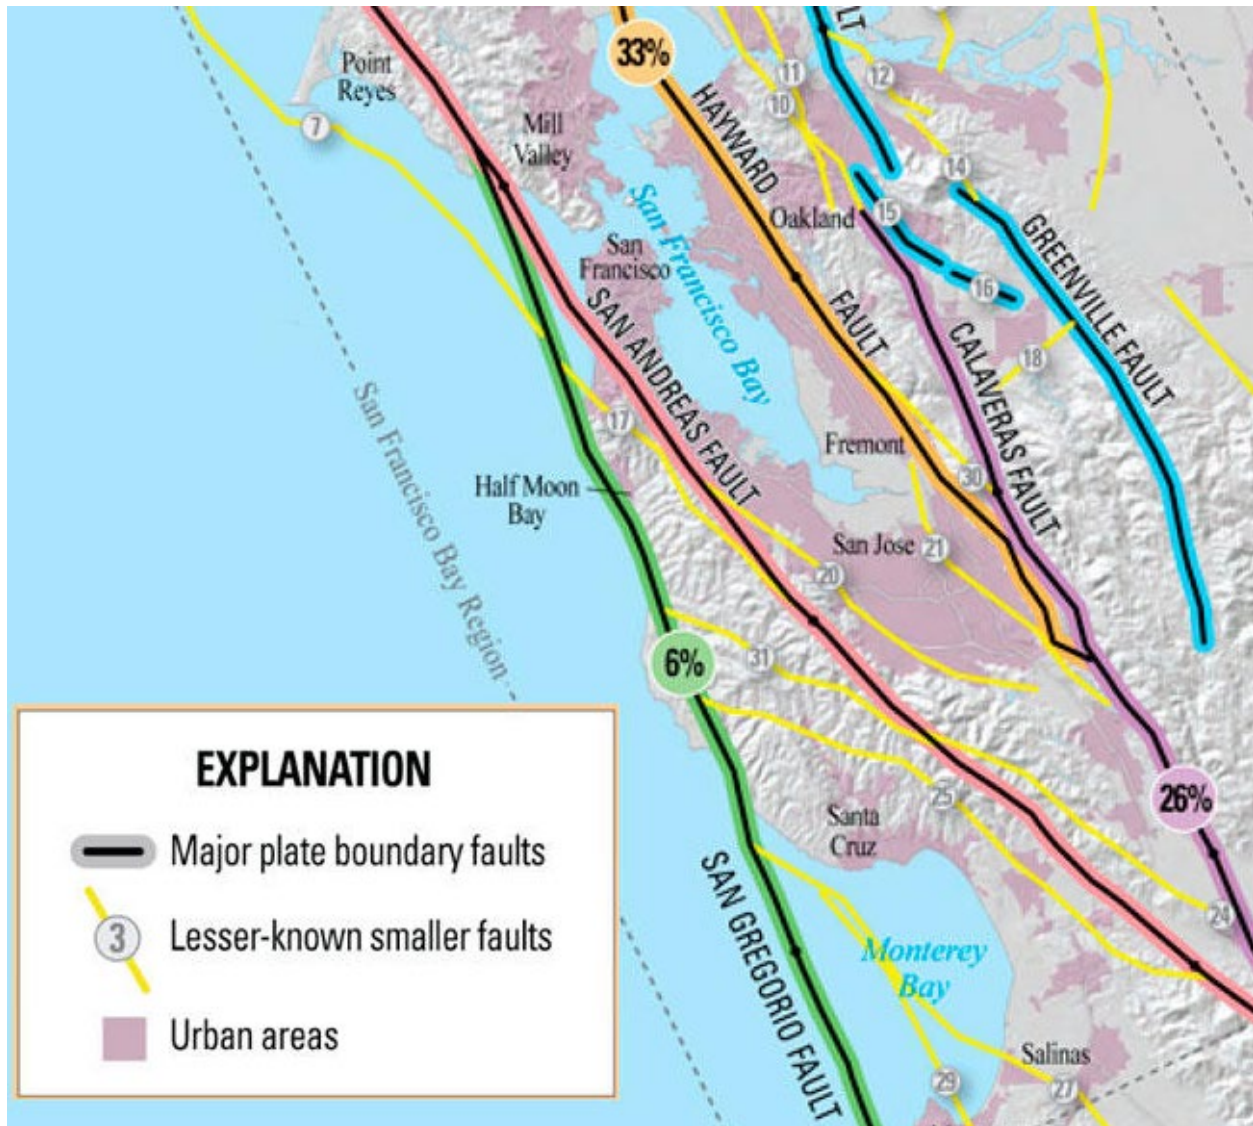 33%
LT
Point
Reyes
11
12
10
HAYWARD
7
Mill
Valley
14
San Francisco Bay
Oakland
15
San
Francisco
GREENVILLE FAULT
16
SAN ANDREAS FAULT
FAULT
CALAVERAS FAULT
18
San Francisco Bay Region
17
Fremont
30
Half Moon
Bay
San Jose
21
20
6%
31
EXPLANATION
Major plate boundary faults
3
Lesser-known smaller faults
Urban areas
26%
25
Santa
Cruz
24
SAN GREGORIO FAULT
Monterey
Bay
Salinas
29
27